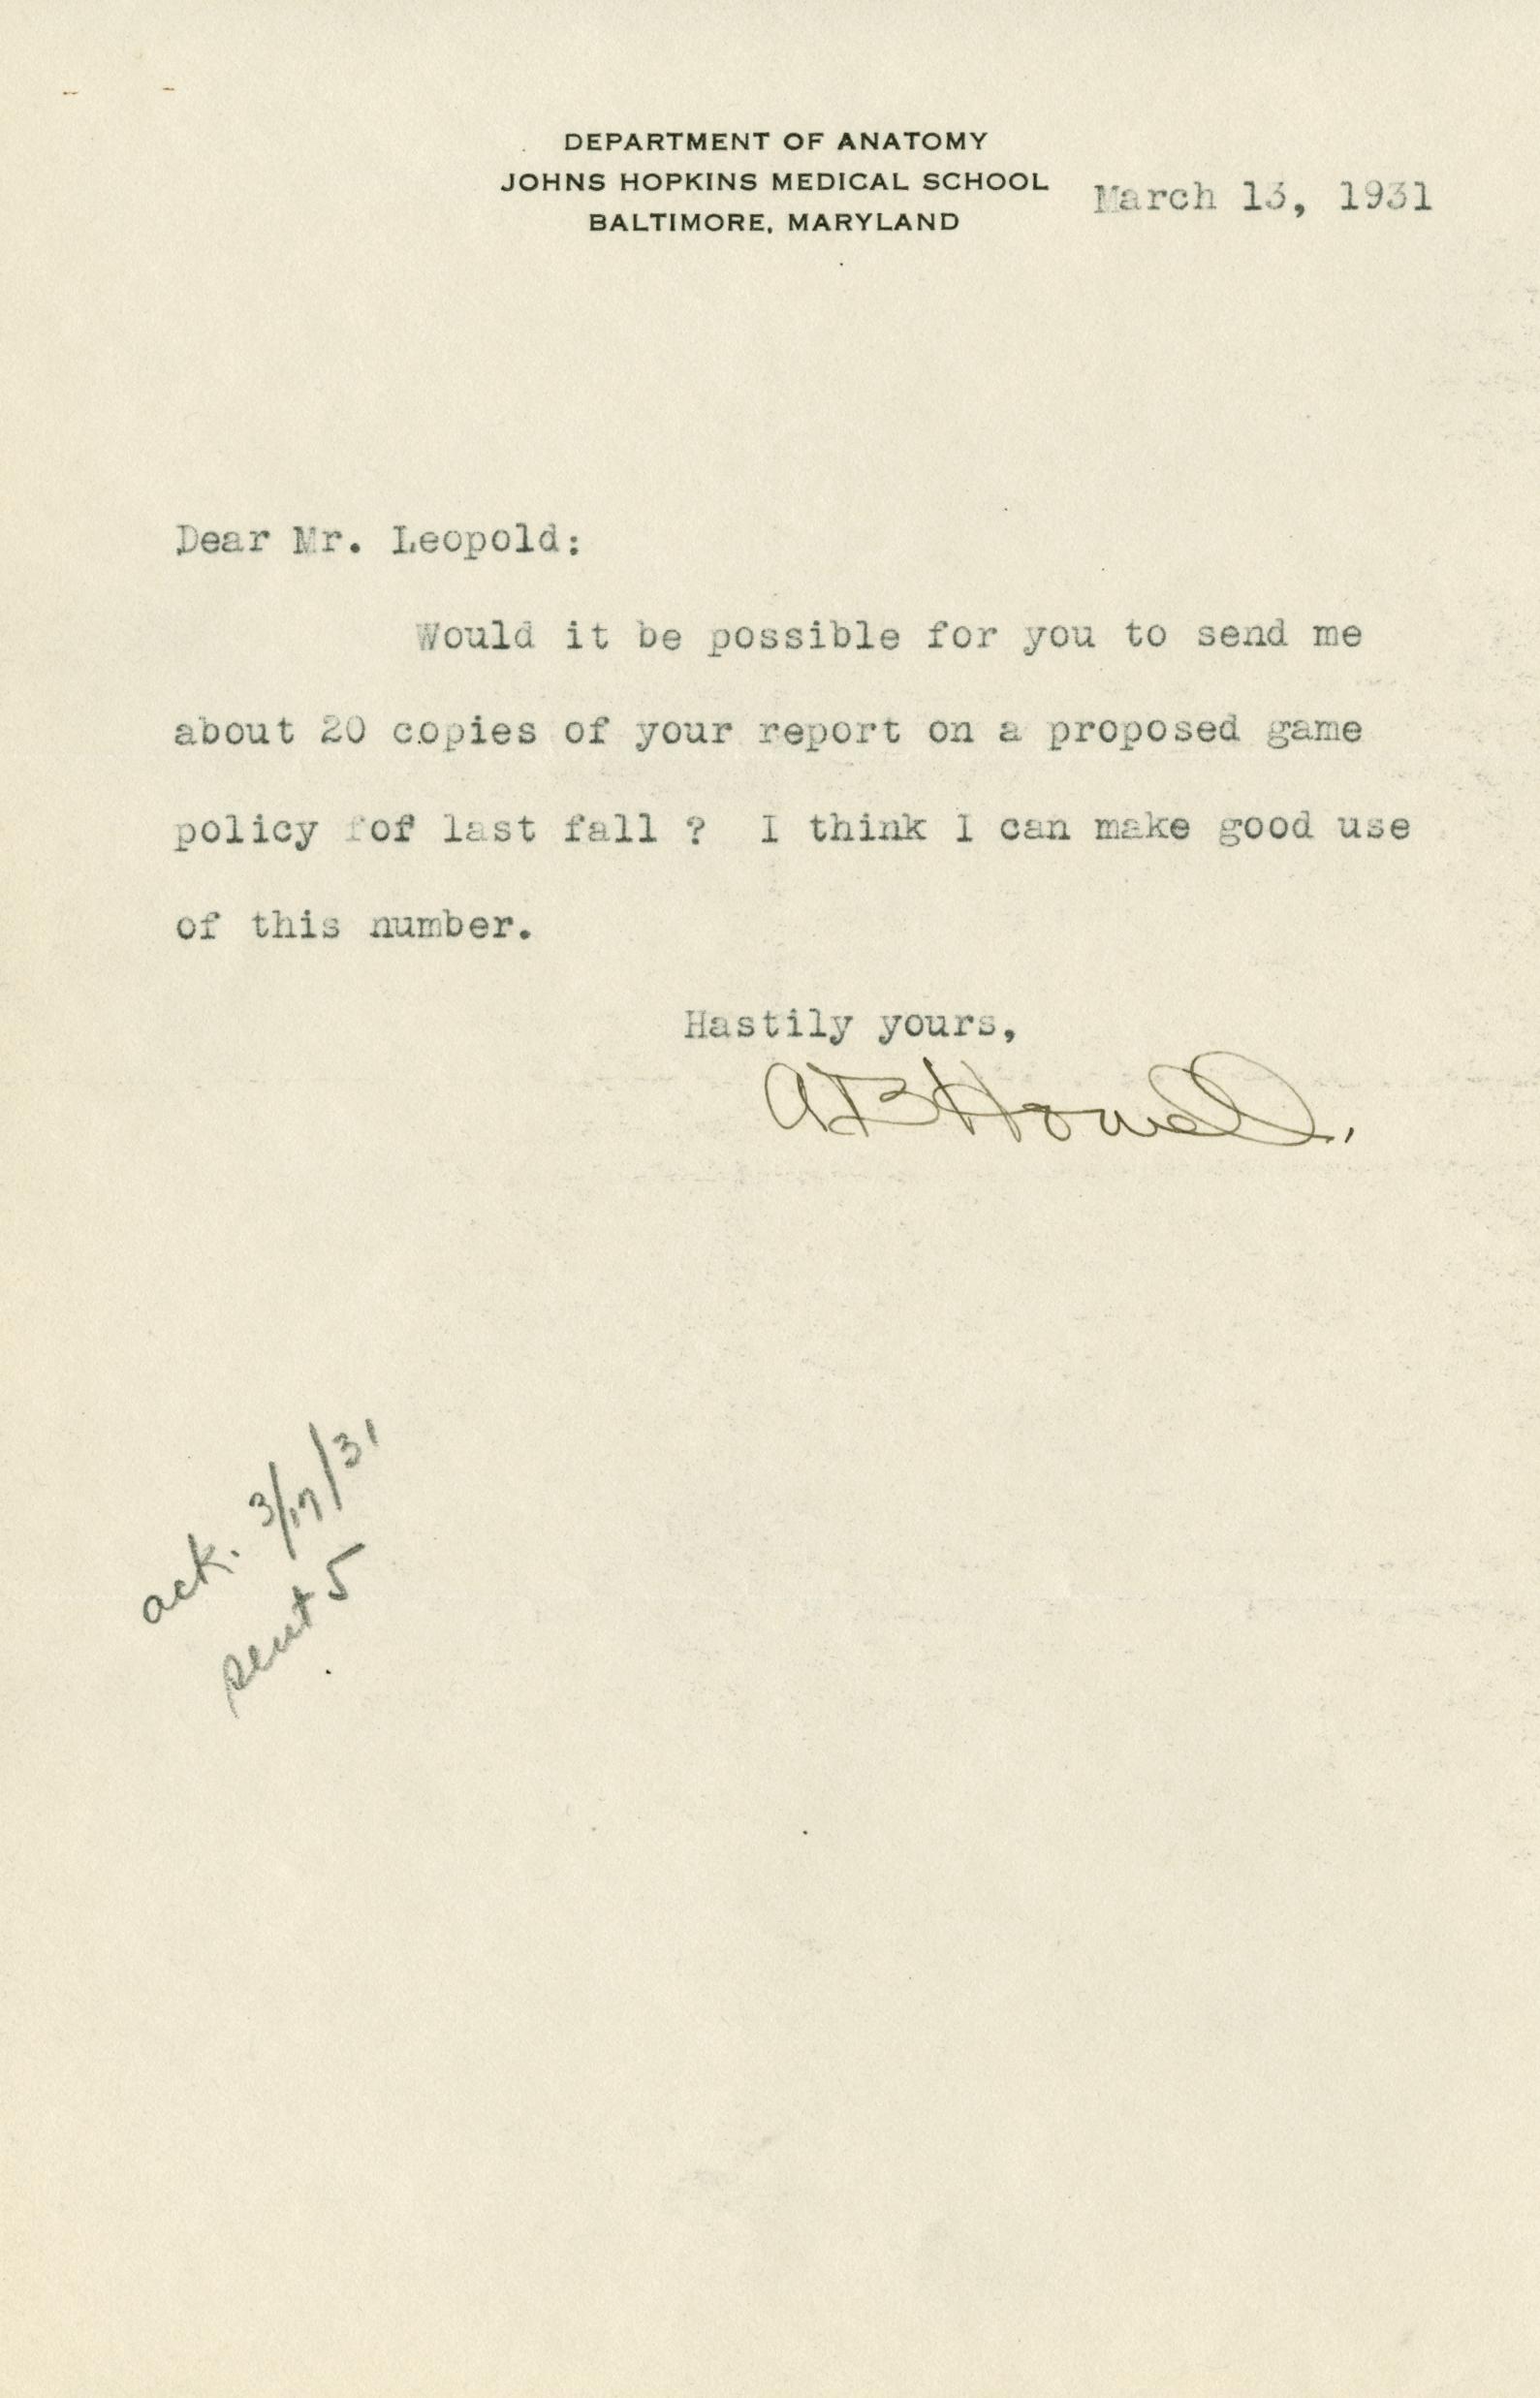 DEPARTMENT OF ANATOMY
JOHNS HOPKINS MEDICAL SCHOOL
BALTIMORE, MARYLAND
March 13, 1931
Dear Mr. Leopold:
Would it be possible for you to send me
about 20 copies of your report on a proposed game
policy fof last fall ? I think I can make good use
of this number.
Hastily yours,
A B Howell.
ack. 3/17/31
sent 5